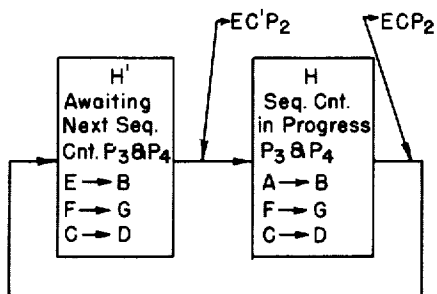 EC'P2
ECP2
H'
Awaiting
Next Seq.
Cnt. P3&P4
E→B
F→G
C→D
H
Seq. Cnt.
in Progress
P3 & P4
A→B
F→G
C→D